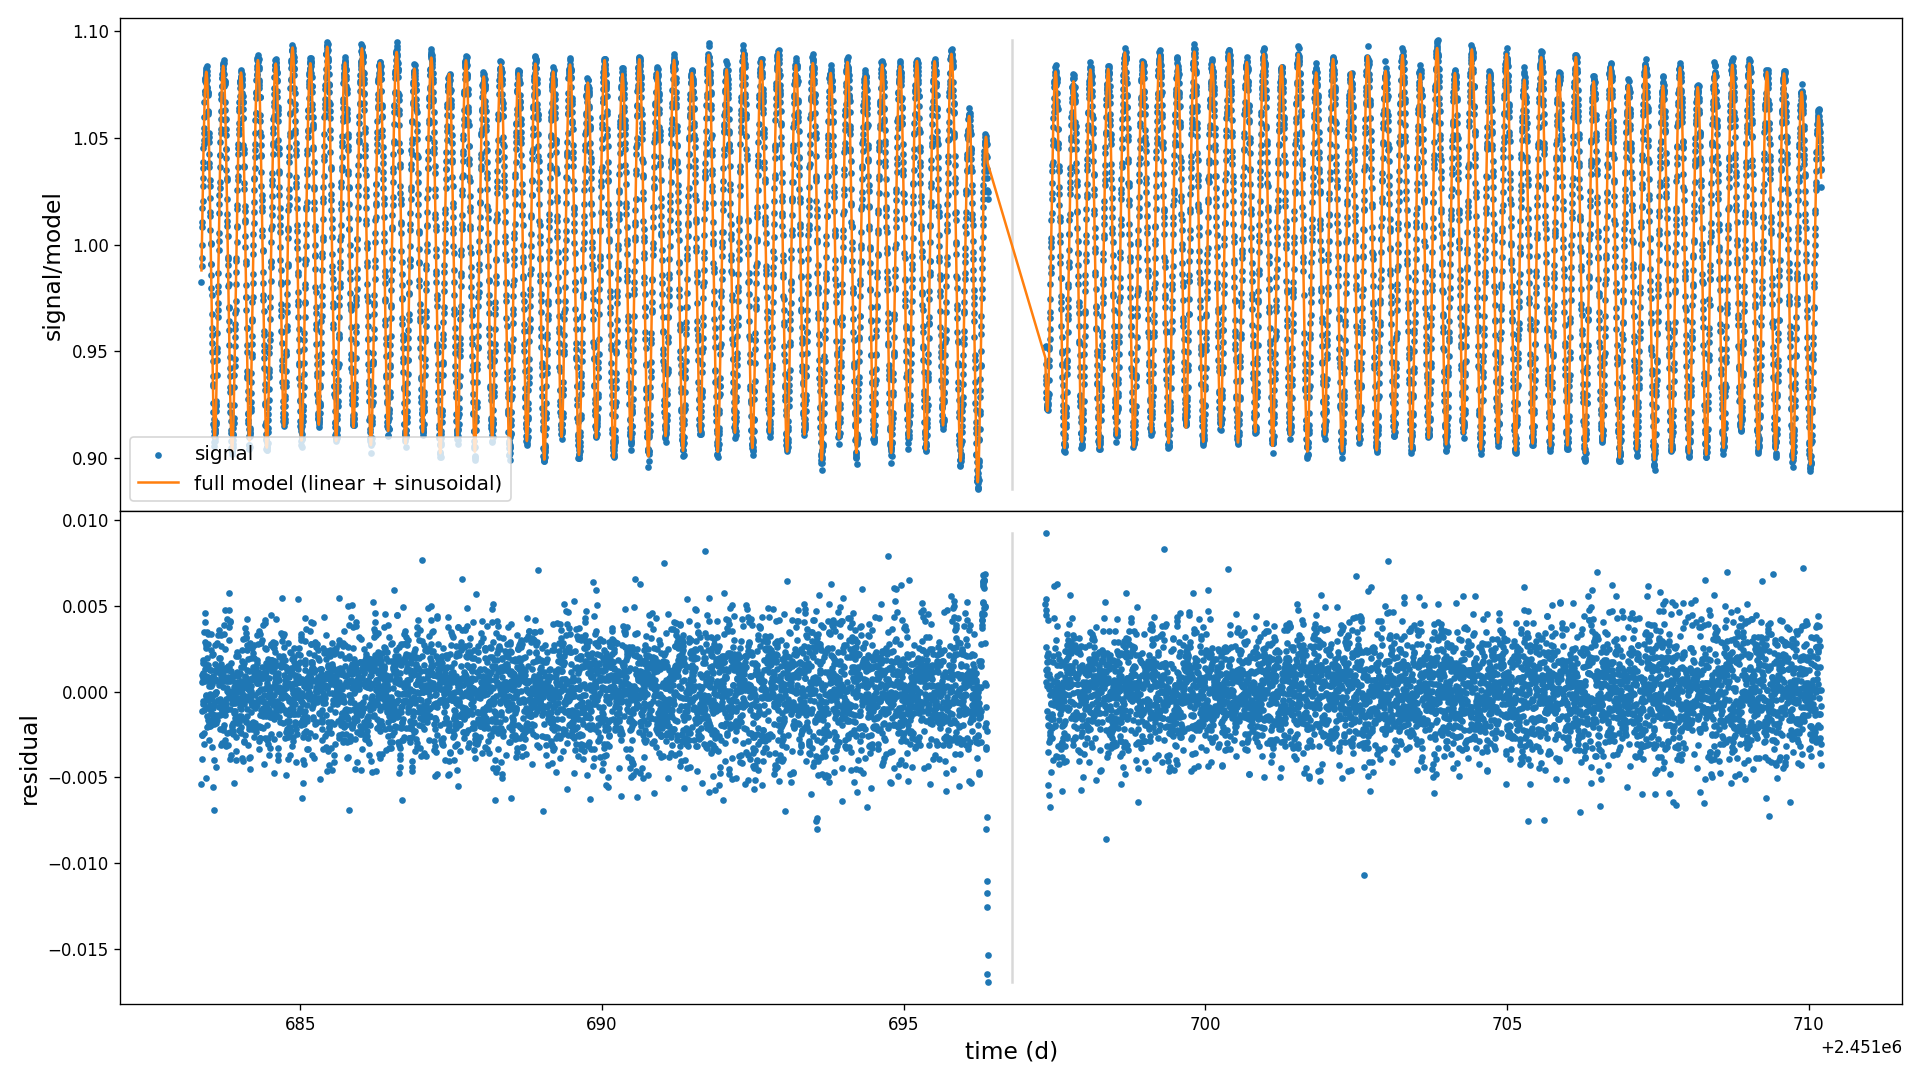 1.10
1.05
1.00
0.95
0.90
signal/model
signal
full model (linear + sinusoidal)
0.010
0.005
0.000
−0.005
−0.010
−0.015
residual
685
690
695
700
705
710
time (d)
+2.451e6